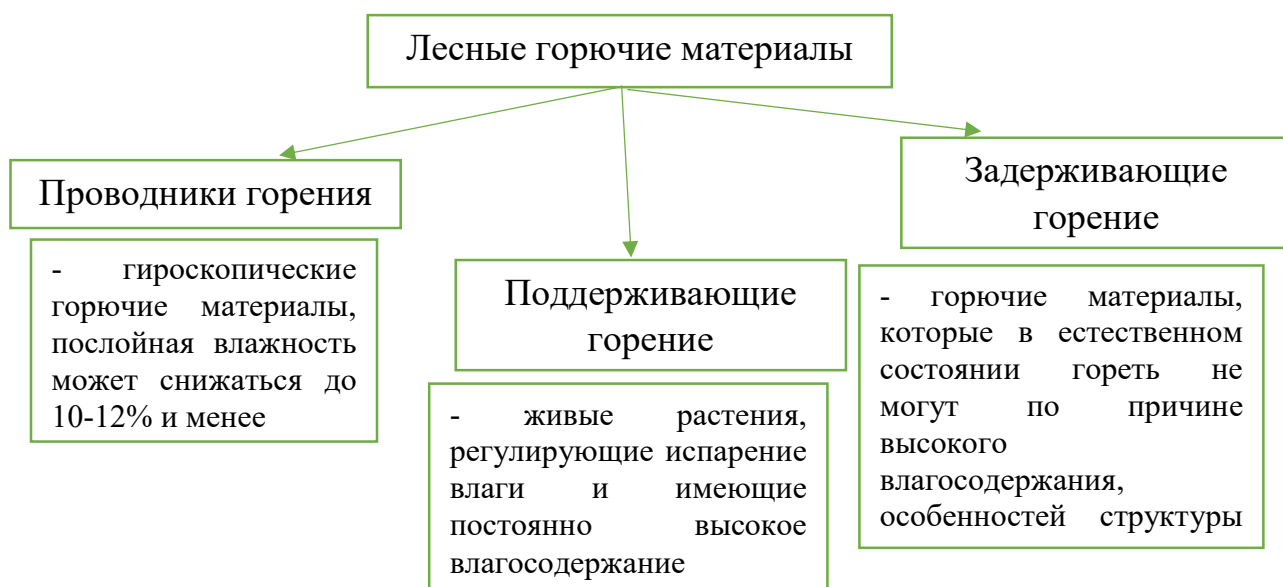 Лесные горючие материалы
Проводники горения
- гироскопические
горючие материалы,
послойная влажность
может снижаться до
10-12% и менее
Поддерживающие
горение
- живые растения,
регулирующие испарение
влаги и имеющие
постоянно высокое
влагосодержание
Задерживающие
горение
- горючие материалы,
которые в естественном
состоянии гореть не
могут по причине
высокого
влагосодержания,
особенностей структуры